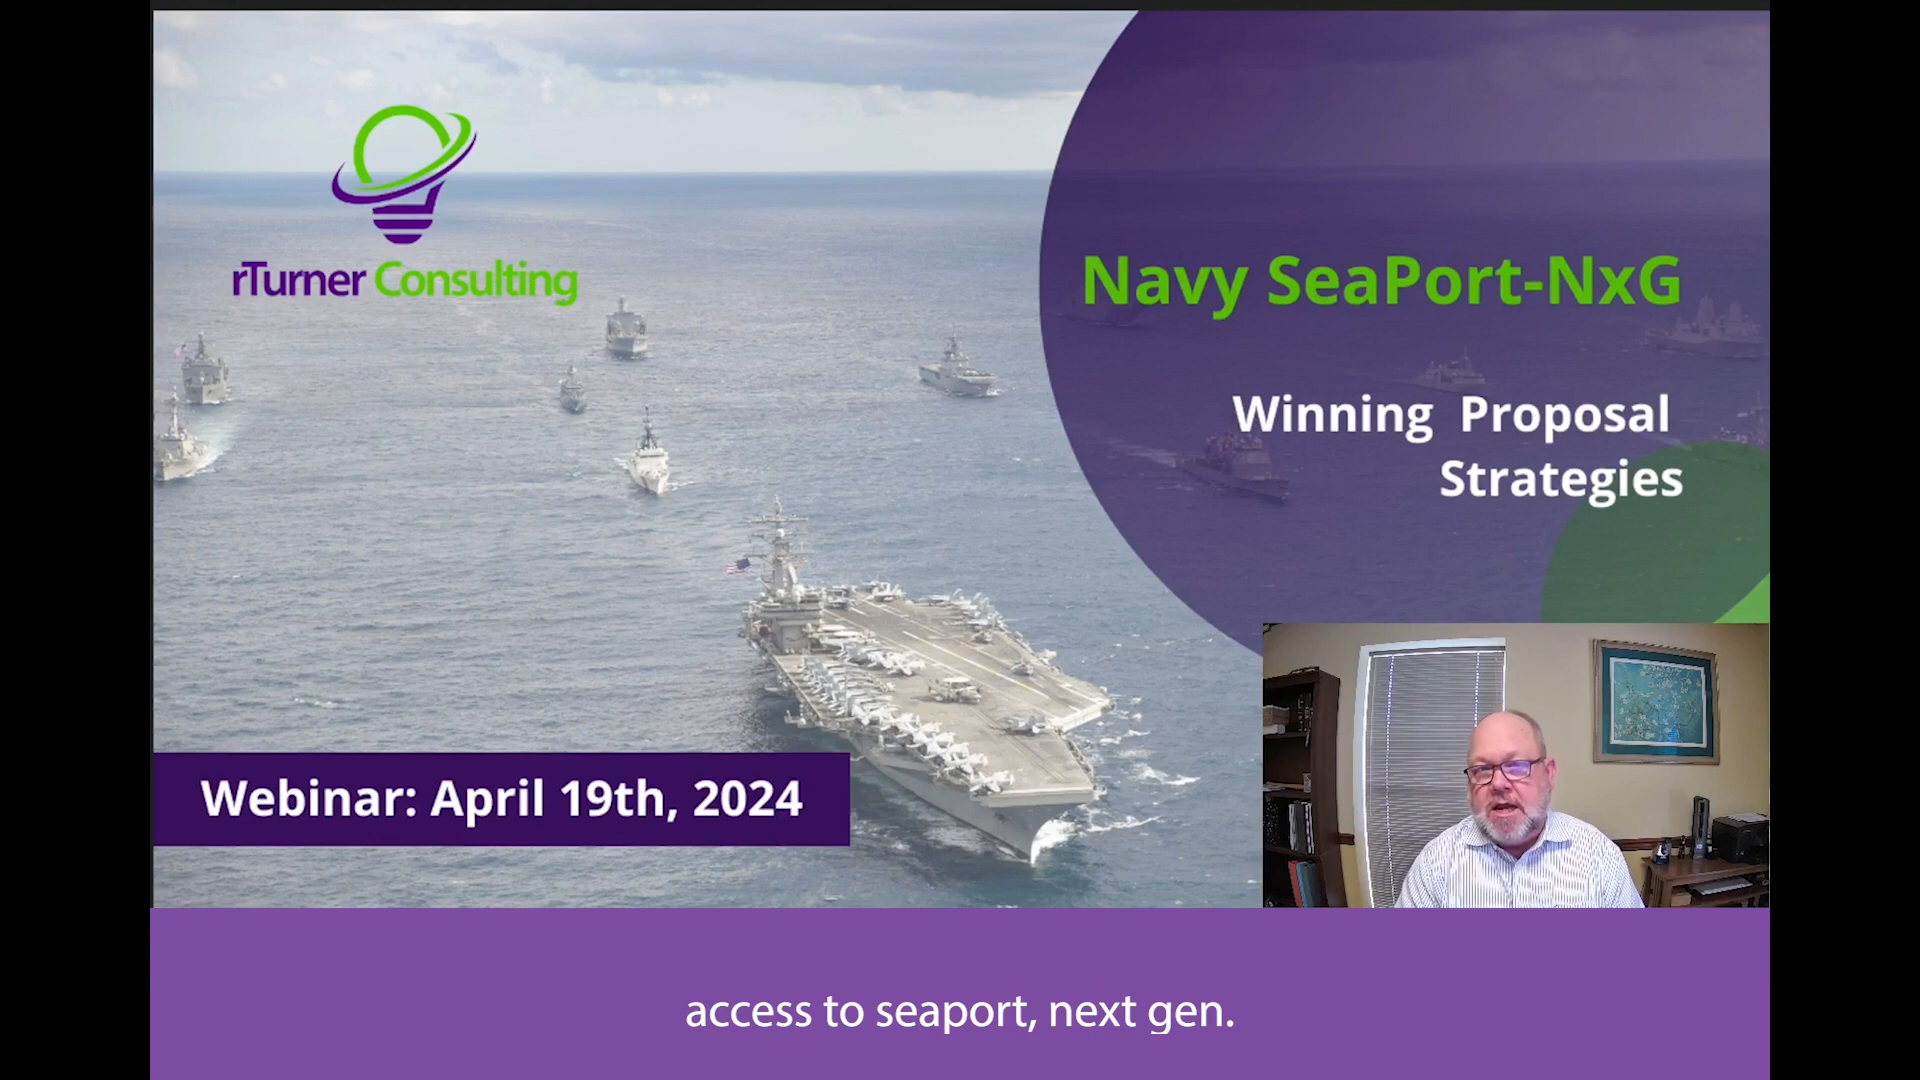 rTurner Consulting
Navy SeaPort-NxG
Winning Proposal
Strategies
Webinar: April 19th, 2024
access to seaport, next gen.